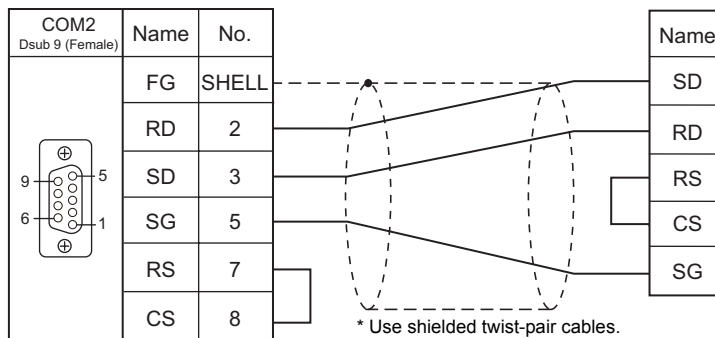 COM2
Dsub 9 (Female)
Name No.
Name
FG SHELL
SD
RD 2
RD
SD 3
RS
9 5
6 1
SG 5
CS
RS 7
SG
CS 8
* Use shielded twist-pair cables.